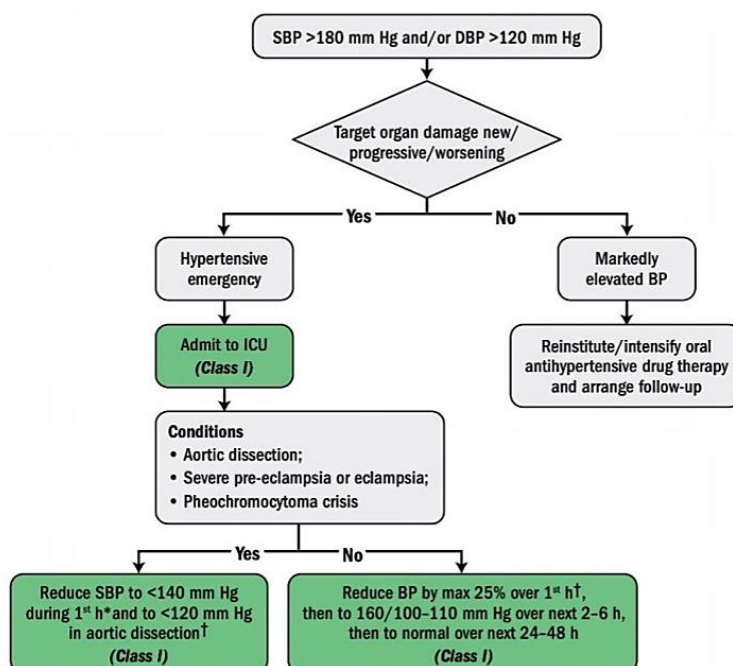 SBP >180 mm Hg and/or DBP >120 mm Hg
Target organ damage new/
progressive/worsening
Yes
No
Hypertensive
emergency
Markedly
elevated BP
Admit to ICU
(Class I)
Reinstitute/intensify oral
antihypertensive drug therapy
and arrange follow-up
Conditions
• Aortic dissection;
• Severe pre-eclampsia or eclampsia;
• Pheochromocytoma crisis
Yes
No
Reduce SBP to <140 mm Hg
during 1st h* and to <120 mm Hg
in aortic dissection†
(Class I)
Reduce BP by max 25% over 1st h†,
then to 160/100–110 mm Hg over next 2–6 h,
then to normal over next 24–48 h
(Class I)